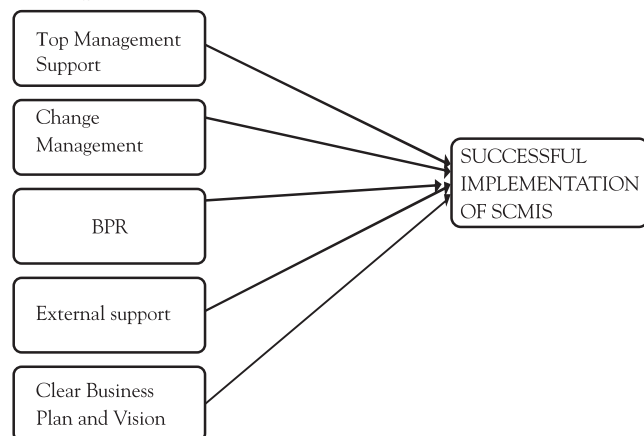 Top Management
Support
Change
Management
BPR
External support
Clear Business
Plan and Vision
SUCCESSFUL
IMPLEMENTATION
OF SCMIS